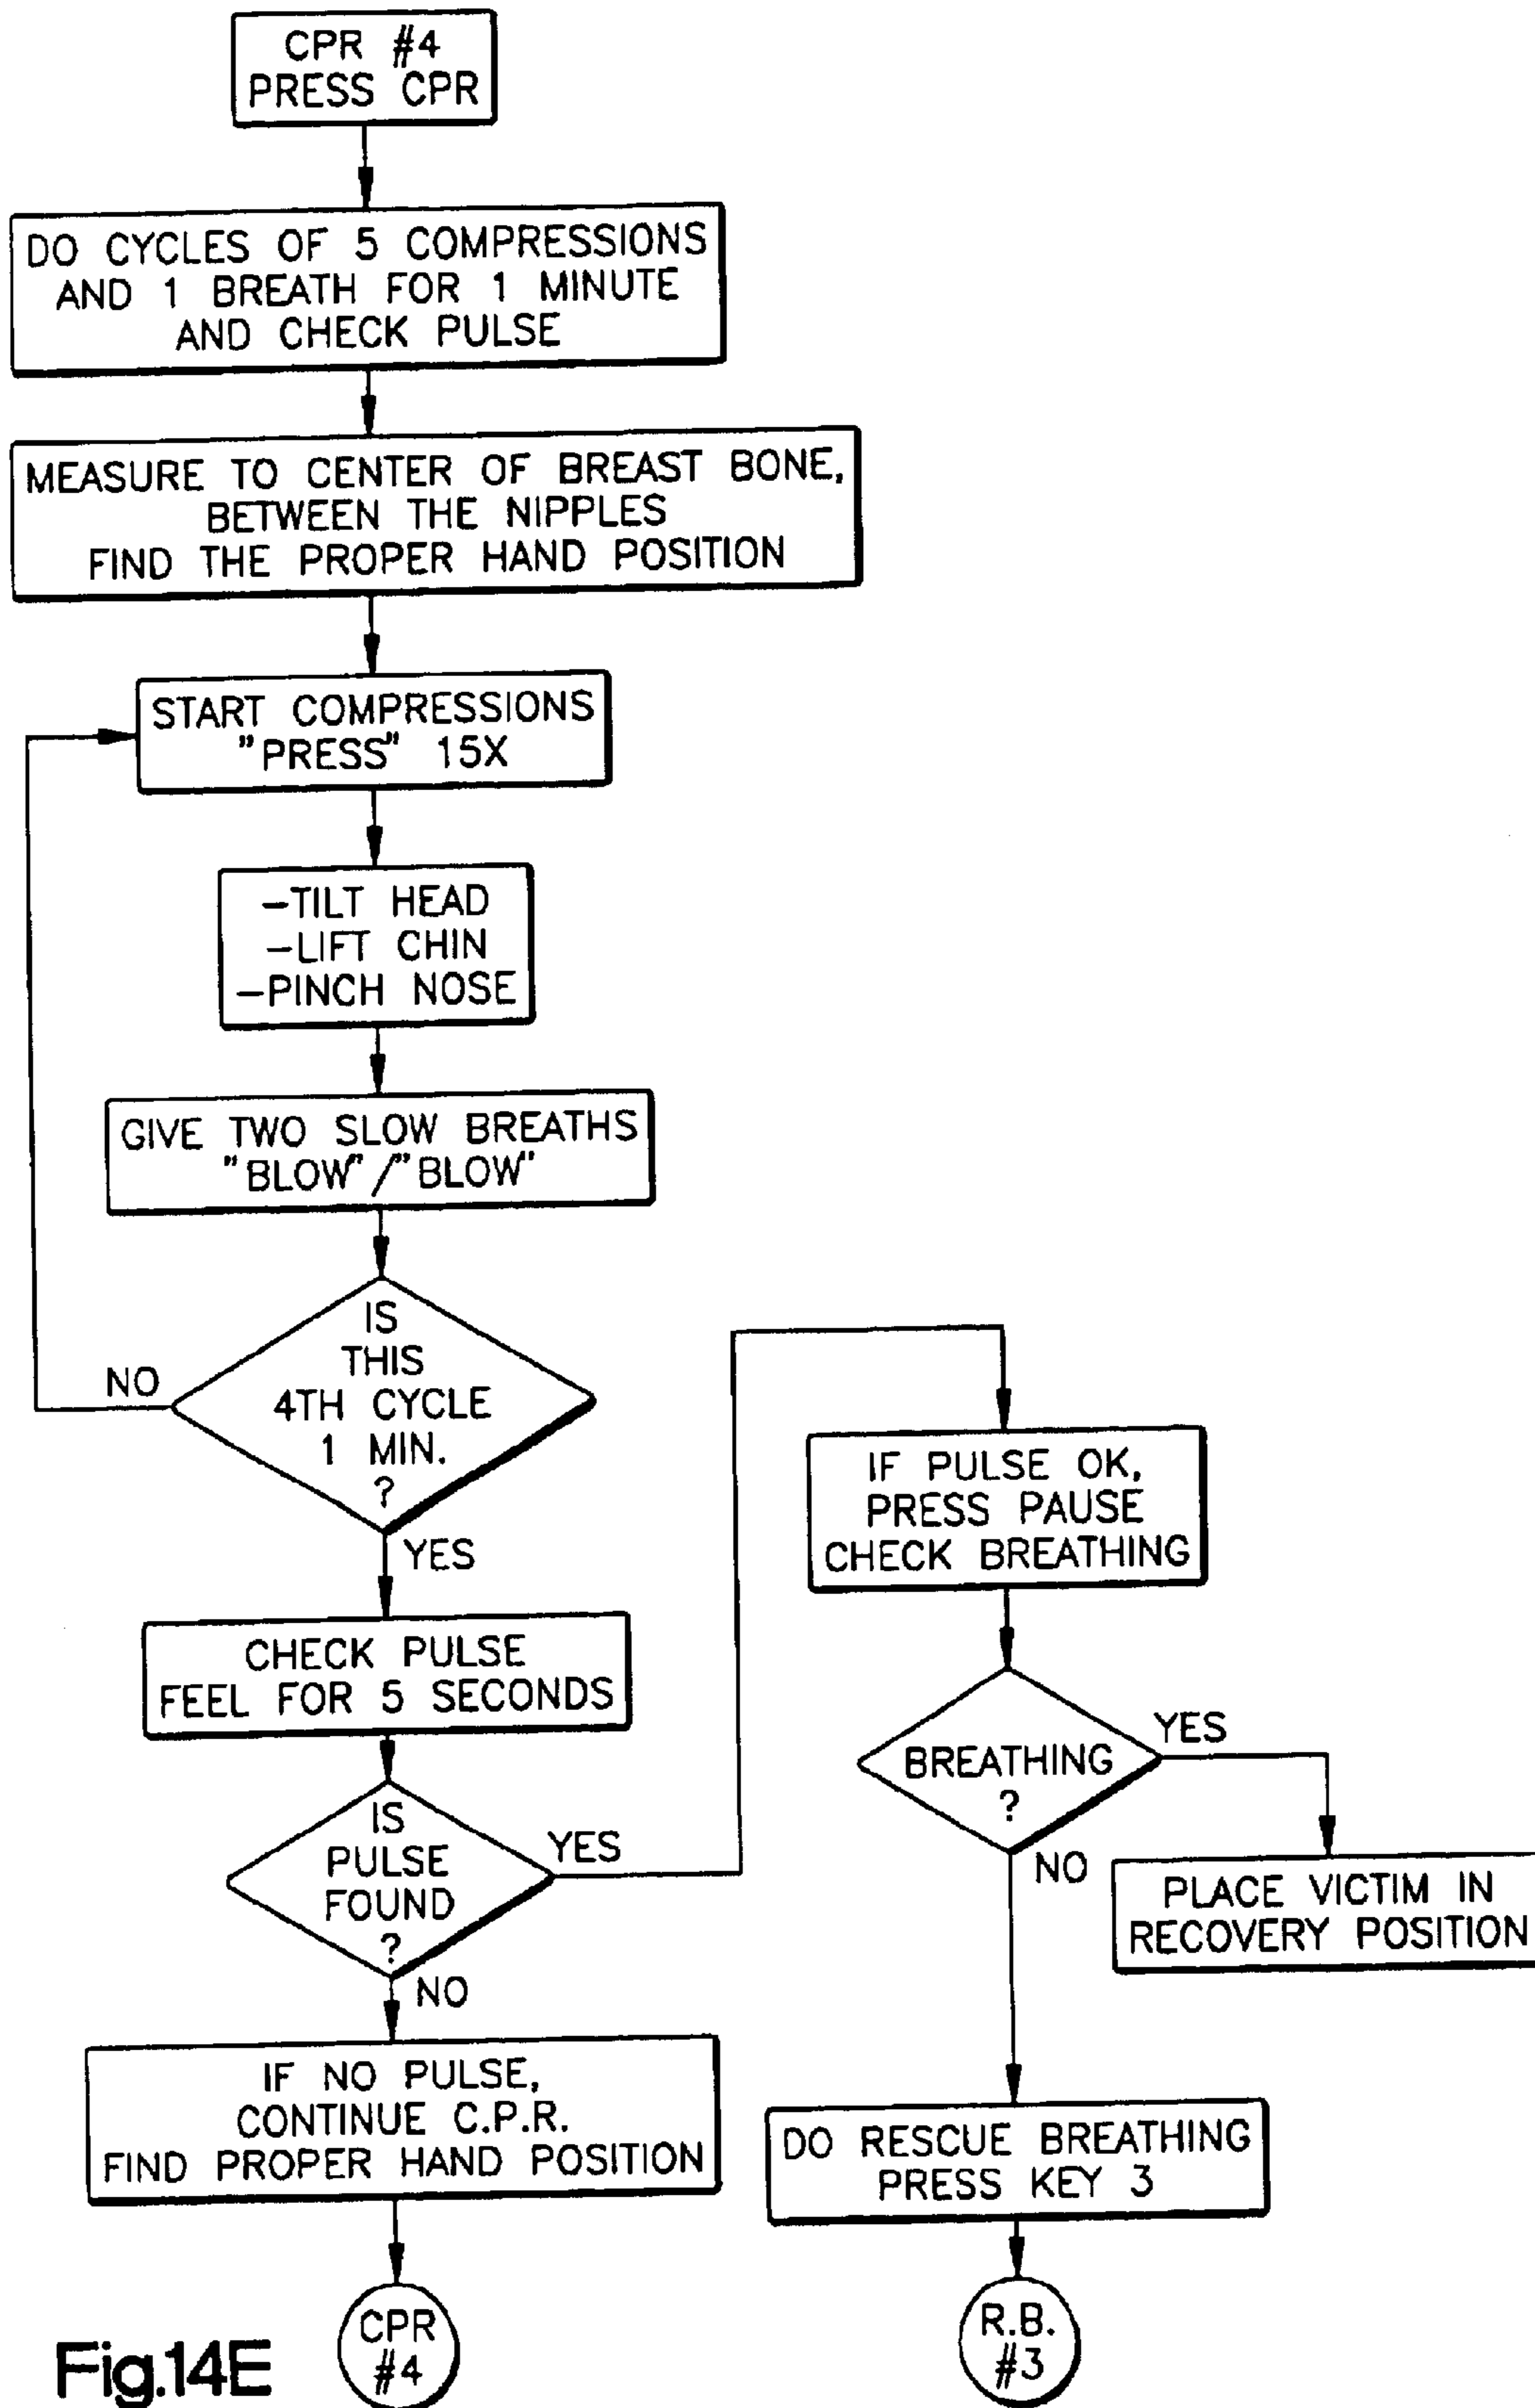 CPR #4
PRESS CPR
DO CYCLES OF 5 COMPRESSIONS
AND 1 BREATH FOR 1 MINUTE
AND CHECK PULSE
MEASURE TO CENTER OF BREAST BONE,
BETWEEN THE NIPPLES
FIND THE PROPER HAND POSITION
START COMPRESSIONS
"PRESS" 15X
-TILT HEAD
-LIFT CHIN
-PINCH NOSE
GIVE TWO SLOW BREATHS
"BLOW"/"BLOW"
IS
THIS
4TH CYCLE
1 MIN.
?
NO
YES
CHECK PULSE
FEEL FOR 5 SECONDS
IS
PULSE
FOUND
?
YES
NO
IF NO PULSE,
CONTINUE C.P.R.
FIND PROPER HAND POSITION
CPR
#4
IF PULSE OK,
PRESS PAUSE
CHECK BREATHING
BREATHING
?
YES
NO
PLACE VICTIM IN
RECOVERY POSITION
DO RESCUE BREATHING
PRESS KEY 3
R.B.
#3
Fig.14E